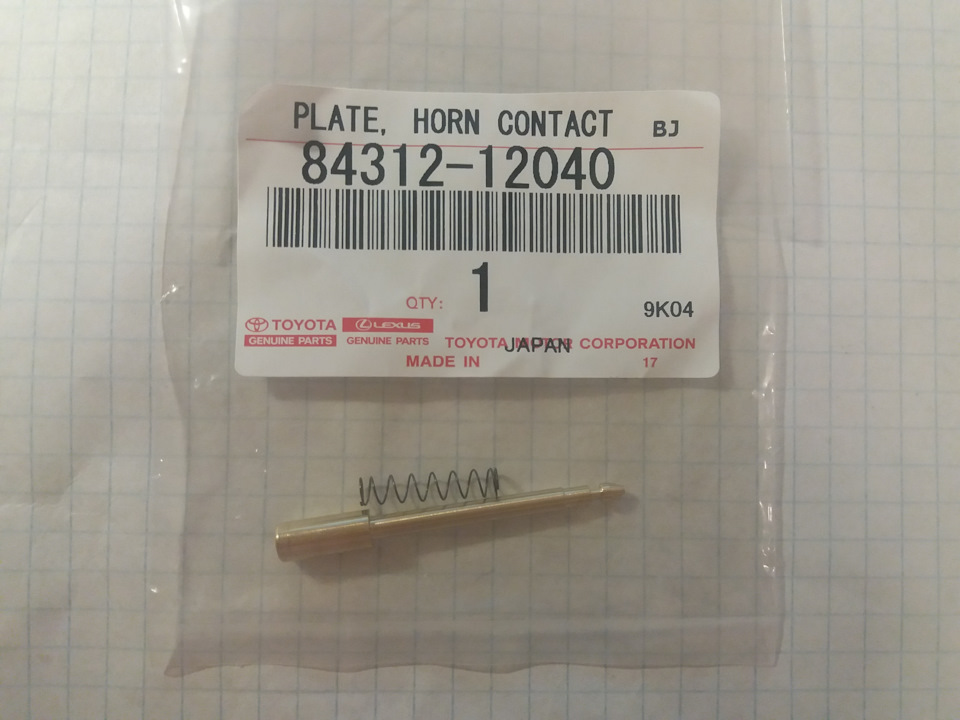 PLATE, HORN CONTACT BJ
84312-12040
QTY: 1
9K04
TOYOTA LEXUS
GENUINE PARTS GENUINE PARTS TOYOTA MOTOR CORPORATION
JAPAN
MADE IN 17